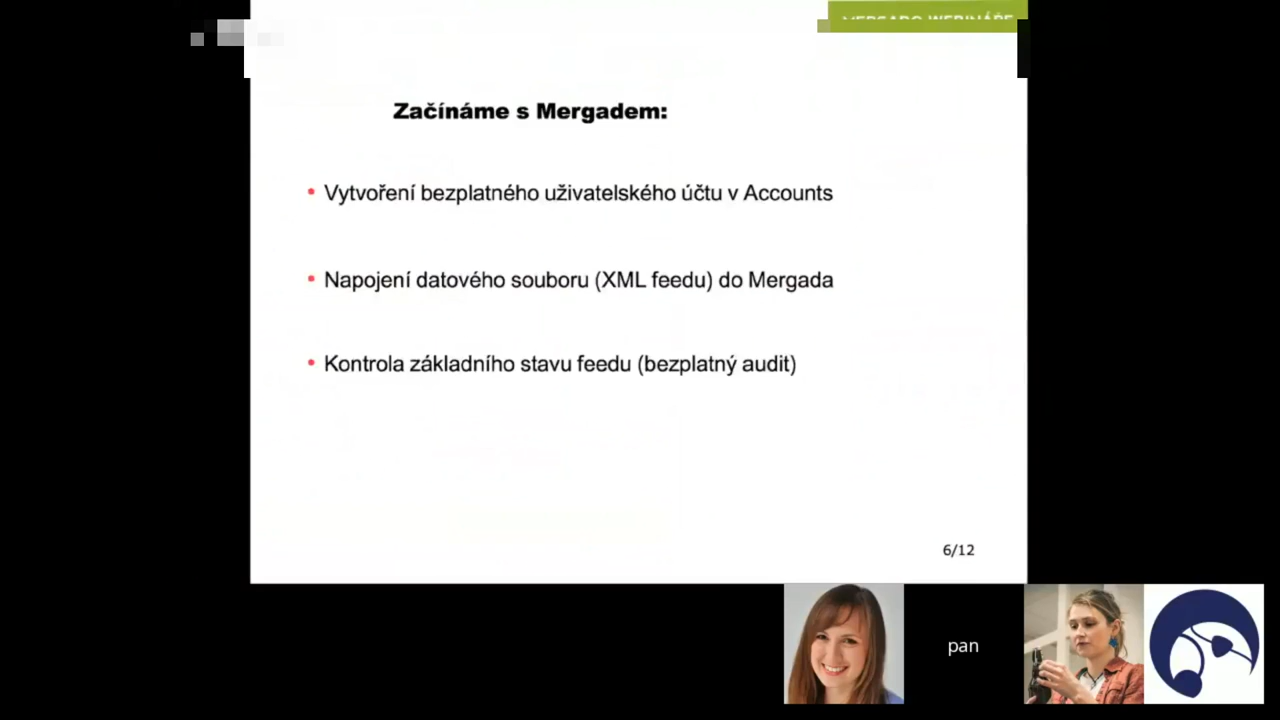 Začínáme s Mergadem:
• Vytvoření bezplatného uživatelského účtu v Accounts
• Napojení datového souboru (XML feedu) do Mergada
• Kontrola základního stavu feedu (bezplatný audit)
6/12
pan